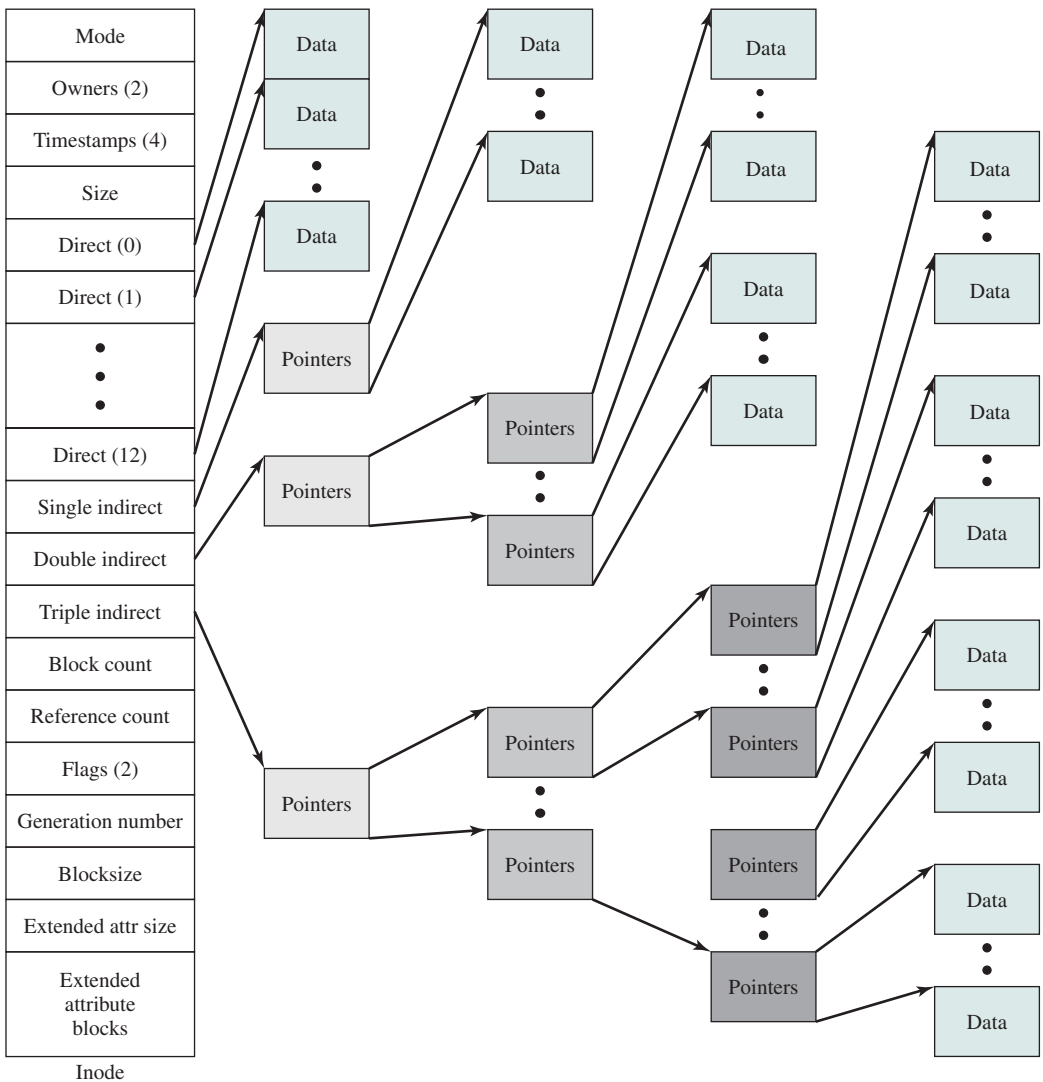 Mode
Owners (2)
Timestamps (4)
Size
Direct (0)
Direct (1)
Direct (12)
Single indirect
Double indirect
Triple indirect
Block count
Reference count
Flags (2)
Generation number
Blocksize
Extended attr size
Extended
attribute
blocks
Inode
Data
Data
Data
Pointers
Pointers
Pointers
Data
Data
Pointers
Pointers
Pointers
Pointers
Data
Data
Data
Data
Pointers
Pointers
Pointers
Pointers
Data
Data
Data
Data
Data
Data
Data
Data